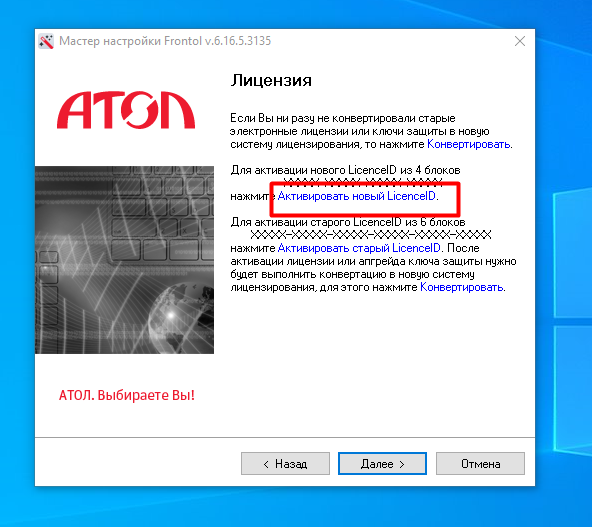 Мастер настройки Frontol v.6.16.5.3135
АТОЛ
Лицензия
Если Вы ни разу не конвертировали старые
электронные лицензии или ключи защиты в новую
систему лицензирования, то нажмите Конвертировать.
Для активации нового LicenceID из 4 блоков
XXXXX-XXXXX-XXXXX-XXXXX
нажмите Активировать новый LicenceID.
Для активации старого LicenceID из 6 блоков
XXXXX-XXXXX-XXXXX-XXXXX-XXXXX-XXXXX
нажмите Активировать старый LicenceID. После
активации лицензии или апгрейда ключа защиты нужно
будет выполнить конвертацию в новую систему
лицензирования, для этого нажмите Конвертировать.
АТОЛ. Выбираете Вы!
< Назад
Далее >
Отмена